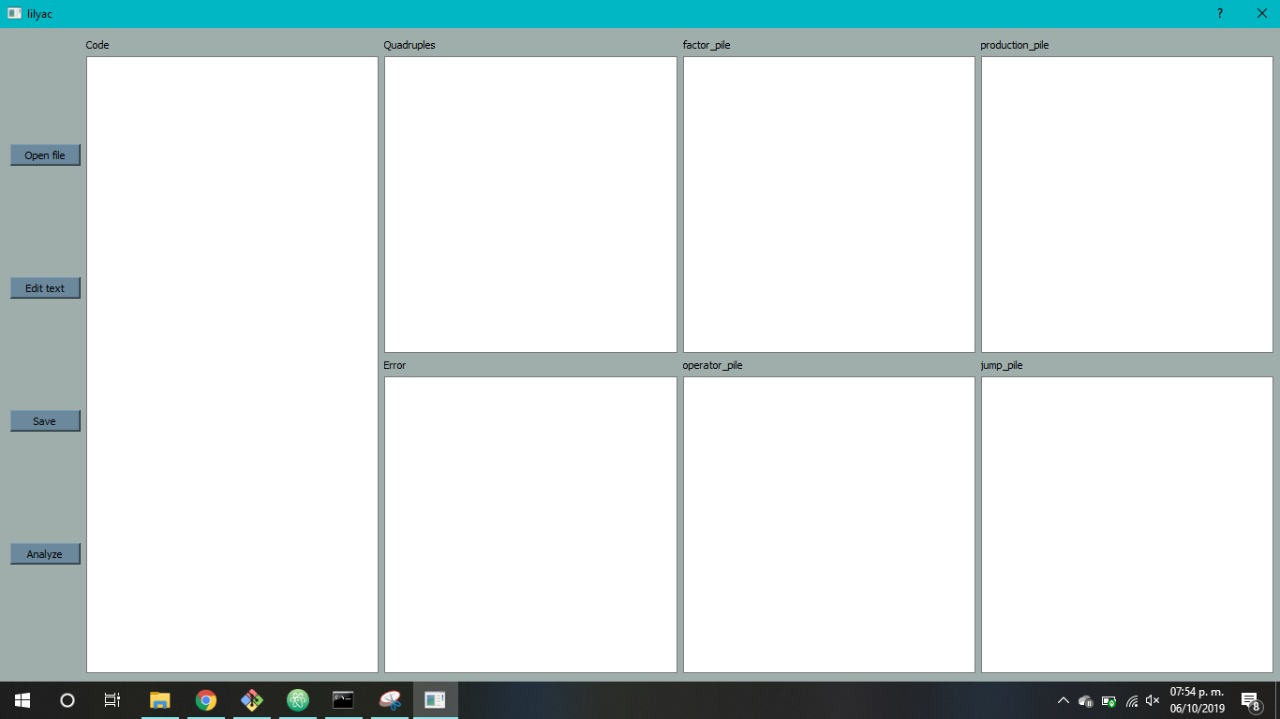 lilyac
?
Code
Quadruples
factor_pile
production_pile
Open file
Edit text
Save
Analyze
Error
operator_pile
jump_pile
07:54 p. m.
06/10/2019
8